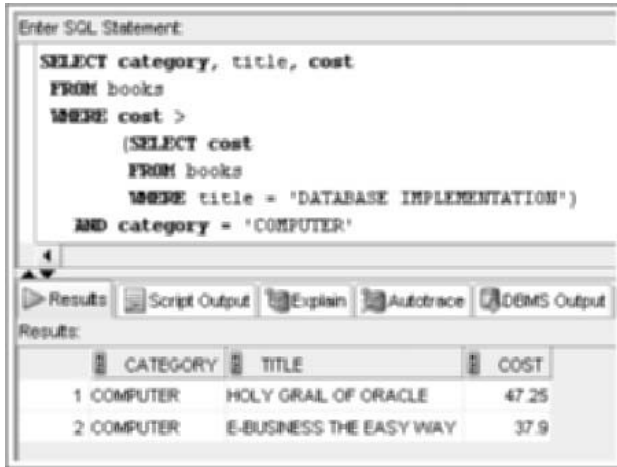 Enter SQL Statement:
SELECT category, title, cost
FROM books
WHERE cost >
(SELECT cost
FROM books
WHERE title = 'DATABASE IMPLEMENTATION')
AND category = 'COMPUTER'
Results Script Output Explain Autotrace DBMS Output
Results:
CATEGORY TITLE COST
1 COMPUTER HOLY GRAIL OF ORACLE 47.25
2 COMPUTER E-BUSINESS THE EASY WAY 37.9